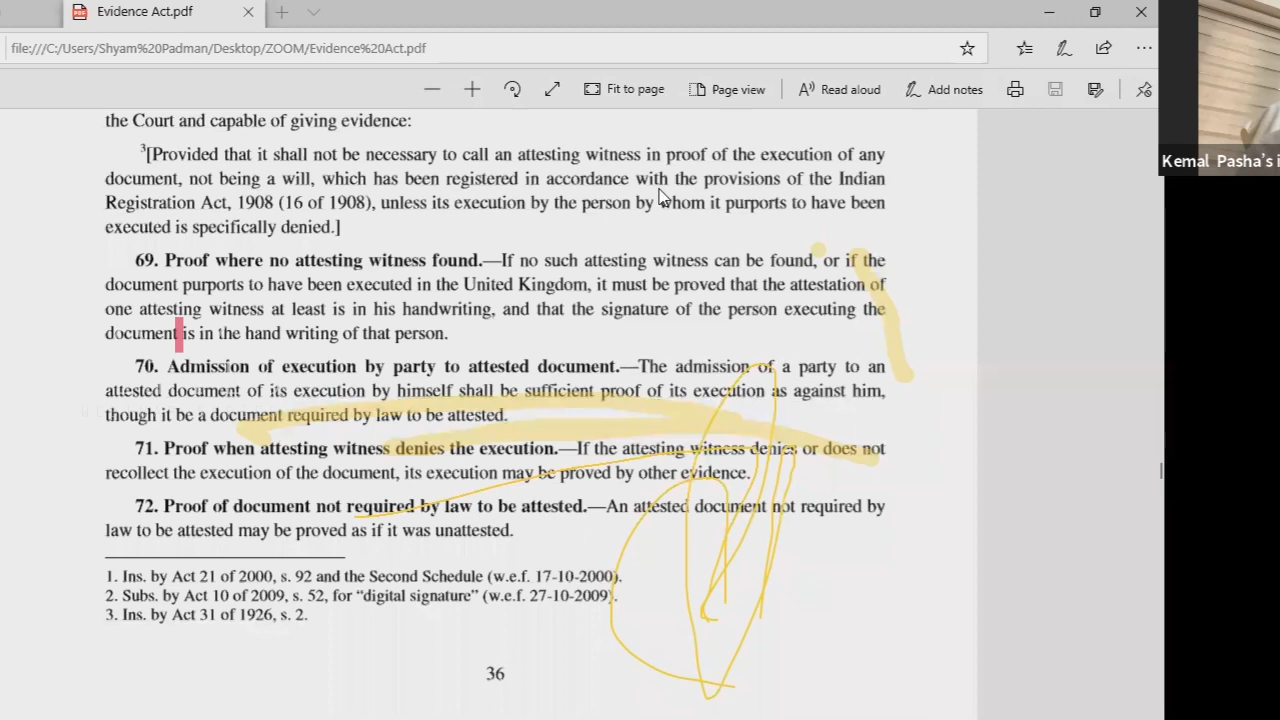 Evidence Act.pdf
file:///C:/Users/Shyam%20Padman/Desktop/ZOOM/Evidence%20Act.pdf
Fit to page
Page view
Read aloud
Add notes
the Court and capable of giving evidence:
3[Provided that it shall not be necessary to call an attesting witness in proof of the execution of any
document, not being a will, which has been registered in accordance with the provisions of the Indian
Registration Act, 1908 (16 of 1908), unless its execution by the person by whom it purports to have been
executed is specifically denied.]
69. Proof where no attesting witness found.—If no such attesting witness can be found, or if the
document purports to have been executed in the United Kingdom, it must be proved that the attestation of
one attesting witness at least is in his handwriting, and that the signature of the person executing the
document is in the hand writing of that person.
70. Admission of execution by party to attested document.—The admission of a party to an
attested document of its execution by himself shall be sufficient proof of its execution as against him,
though it be a document required by law to be attested.
71. Proof when attesting witness denies the execution.—If the attesting witness denies or does not
recollect the execution of the document, its execution may be proved by other evidence.
72. Proof of document not required by law to be attested.—An attested document not required by
law to be attested may be proved as if it was unattested.
1. Ins. by Act 21 of 2000, s. 92 and the Second Schedule (w.e.f. 17-10-2000).
2. Subs. by Act 10 of 2009, s. 52, for “digital signature” (w.e.f. 27-10-2009).
3. Ins. by Act 31 of 1926, s. 2.
36
Kemal Pasha's i